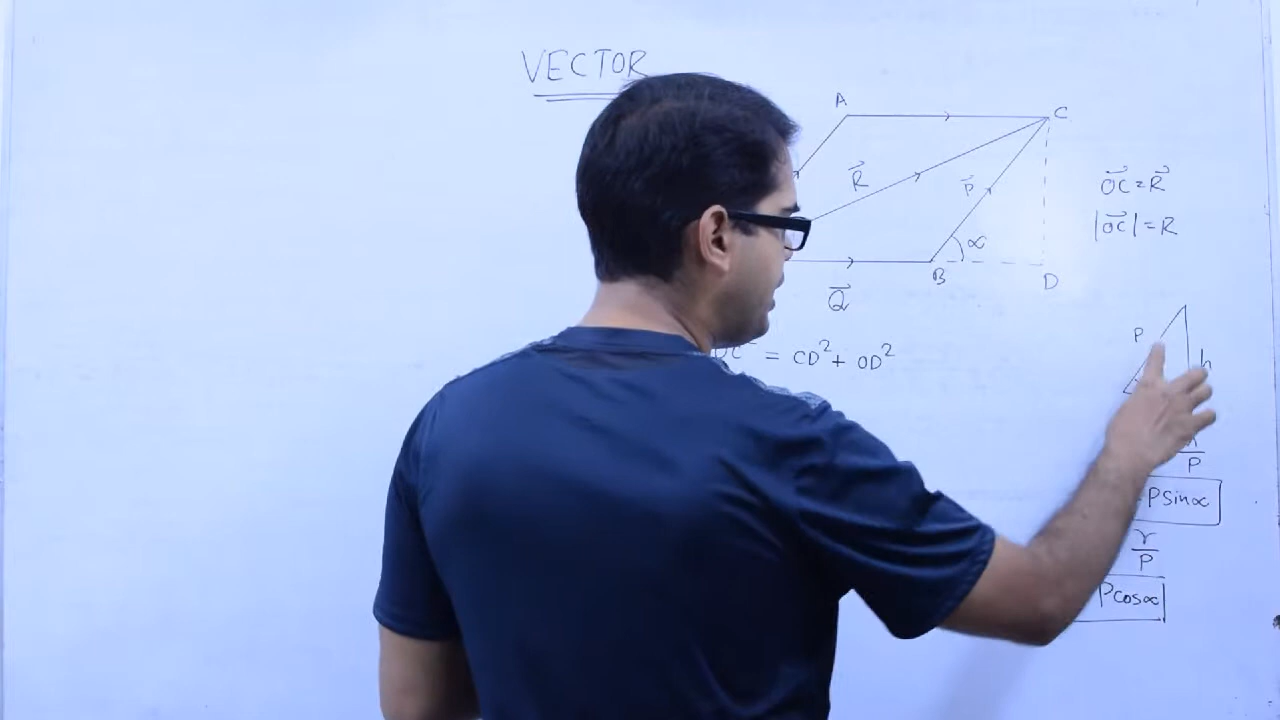 VECTOR
A
C
R⃗
P⃗
α
B
D
Q⃗
OC⃗ = R⃗
|OC⃗| = R
= CD² + OD²
P
h
P
Psinα
r
P
Pcosα